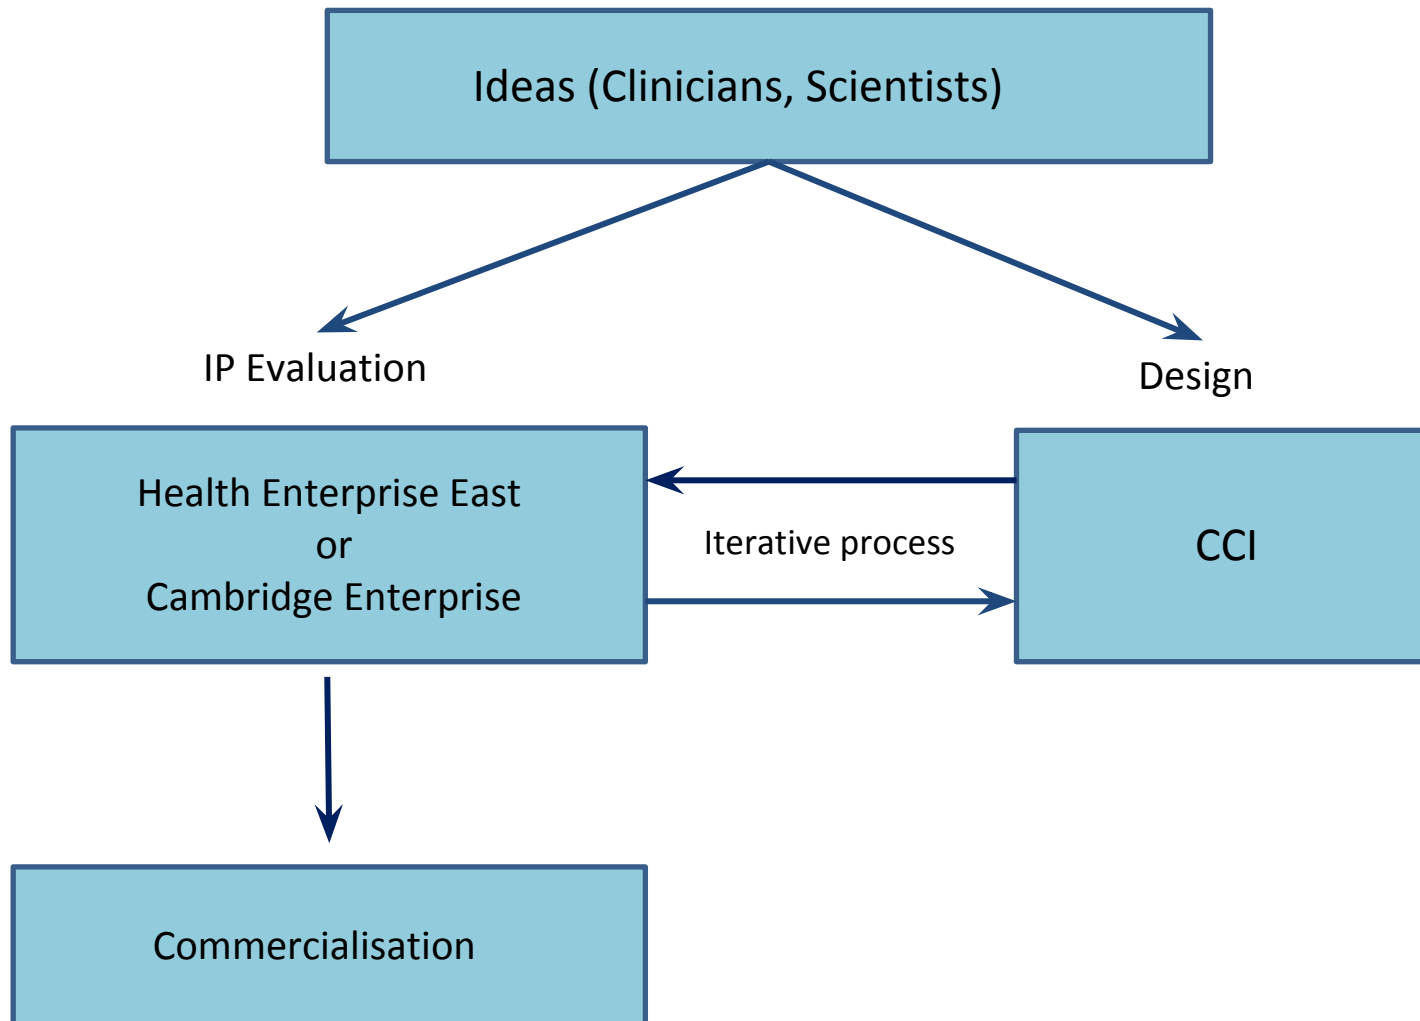 Ideas (Clinicians, Scientists)
IP Evaluation
Design
Health Enterprise East
or
Cambridge Enterprise
Iterative process
CCI
Commercialisation